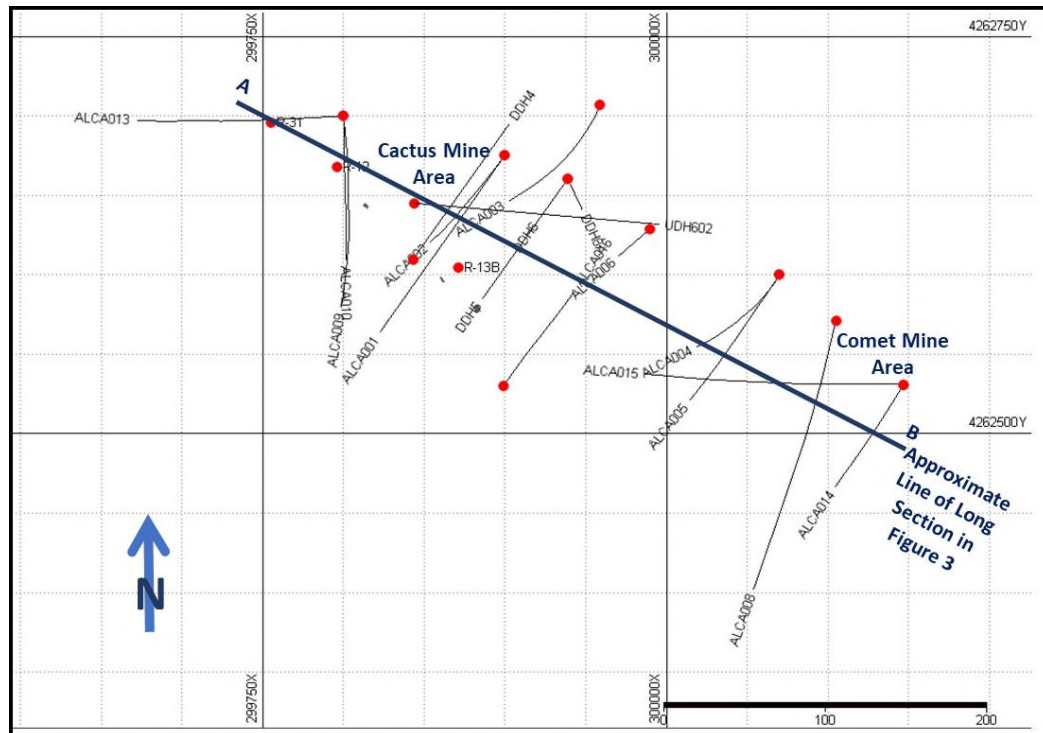 299750X
300000X
4262750Y
A
DDH4
ALCA013
R-31
Cactus Mine
Area
R-12
ALCA003
UDH602
DDH6
ALCA002
R-13B
ALCA006
DDH5
ALCA010
ALCA009
ALCA001
Comet Mine
Area
ALCA004
ALCA015
ALCA005
B
4262500Y
Approximate
Line of Long
Section in
Figure 3
ALCA014
N
ALCA008
299750X
300000X
0
100
200